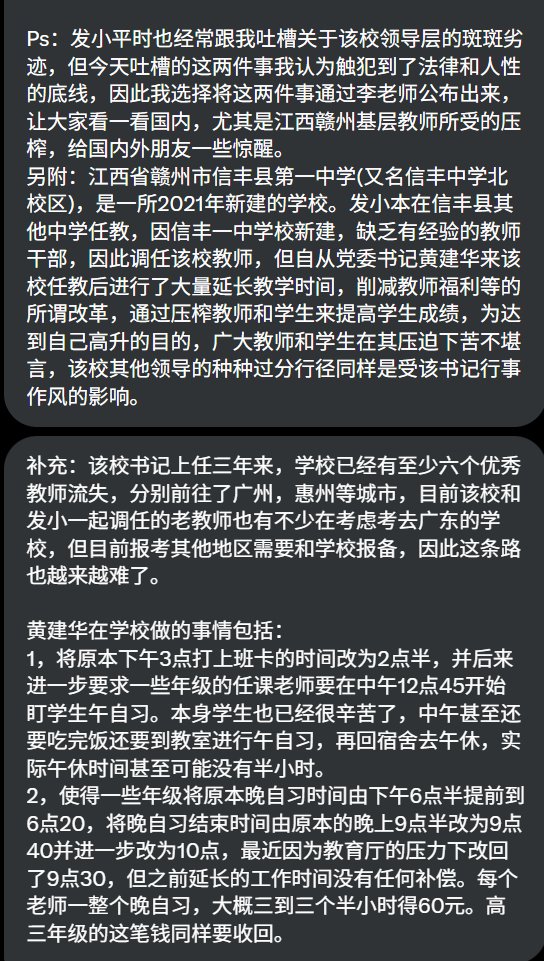 Ps：发小平时也经常跟我吐槽关于该校领导层的斑斑劣
迹，但今天吐槽的这两件事我认为触犯到了法律和人性
的底线，因此我选择将这两件事通过李老师公布出来，
让大家看一看国内，尤其是江西赣州基层教师所受的压
榨，给国内外朋友一些惊醒。
另附：江西省赣州市信丰县第一中学(又名信丰中学北
校区)，是一所2021年新建的学校。发小本在信丰县其
他中学任教，因信丰一中学校新建，缺乏有经验的教师
干部，因此调任该校教师，但自从党委书记黄建华来该
校任教后进行了大量延长教学时间，削减教师福利等的
所谓改革，通过压榨教师和学生来提高学生成绩，为达
到自己高升的目的，广大教师和学生在其压迫下苦不堪
言，该校其他领导的种种过分行径同样是受该书记行事
作风的影响。
补充：该校书记上任三年来，学校已经有至少六个优秀
教师流失，分别前往了广州，惠州等城市，目前该校和
发小一起调任的老教师也有不少在考虑考去广东的学
校，但目前报考其他地区需要和学校报备，因此这条路
也越来越难了。
黄建华在学校做的事情包括：
1，将原本下午3点打上班卡的时间改为2点半，并后来
进一步要求一些年级的任课老师要在中午12点45开始
盯学生午自习。本身学生也已经很辛苦了，中午甚至还
要吃完饭还要到教室进行午自习，再回宿舍去午休，实
际午休时间甚至可能没有半小时。
2，使得一些年级将原本晚自习时间由下午6点半提前到
6点20，将晚自习结束时间由原本的晚上9点半改为9点
40并进一步改为10点，最近因为教育厅的压力下改回
了9点30，但之前延长的工作时间没有任何补偿。每个
老师一整个晚自习，大概三到三个半小时得60元。高
三年级的这笔钱同样要收回。